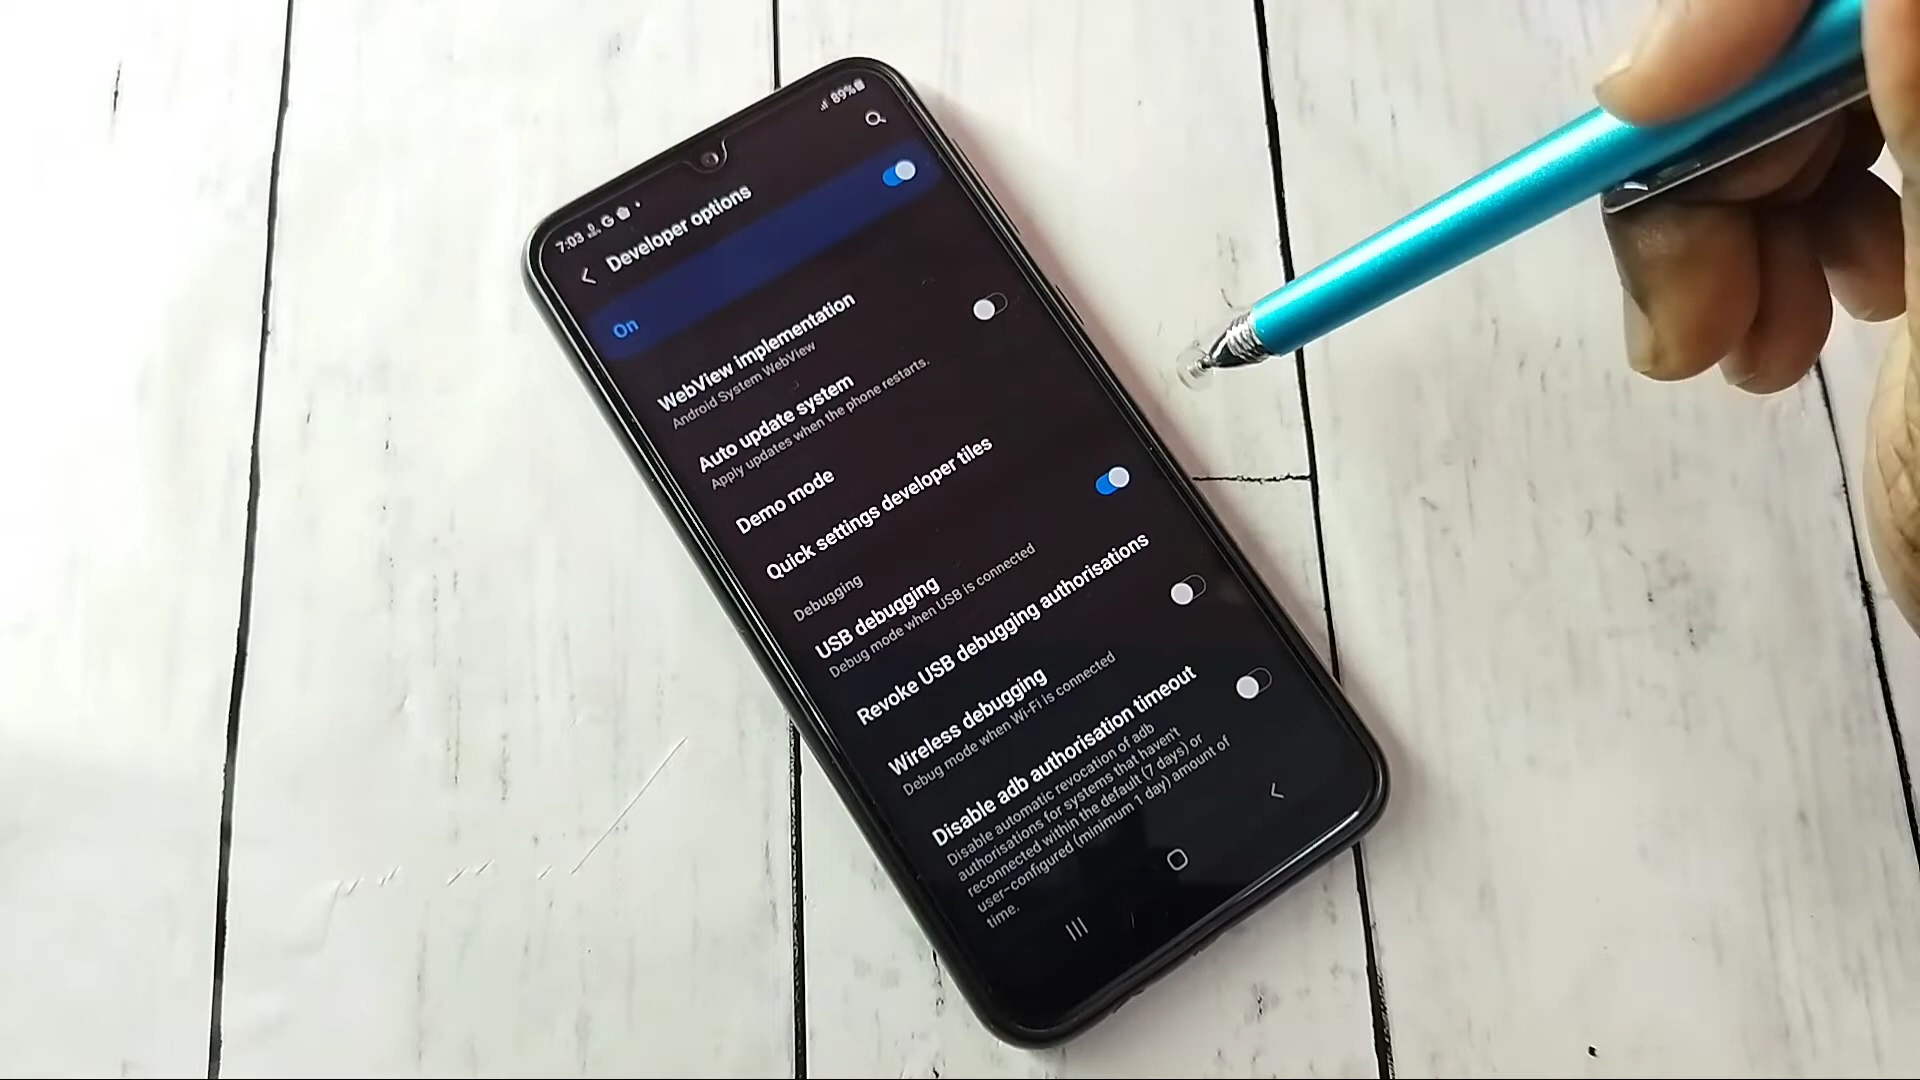 7:03
89%
Developer options
On
WebView implementation
Android System WebView
Auto update system
Apply updates when the phone restarts.
Demo mode
Quick settings developer tiles
Debugging
USB debugging
Debug mode when USB is connected
Revoke USB debugging authorisations
Wireless debugging
Debug mode when Wi-Fi is connected
Disable adb authorisation timeout
Disable automatic revocation of adb
authorisations for systems that haven't
reconnected within the default (7 days) or
user-configured (minimum 1 day) amount of
time.